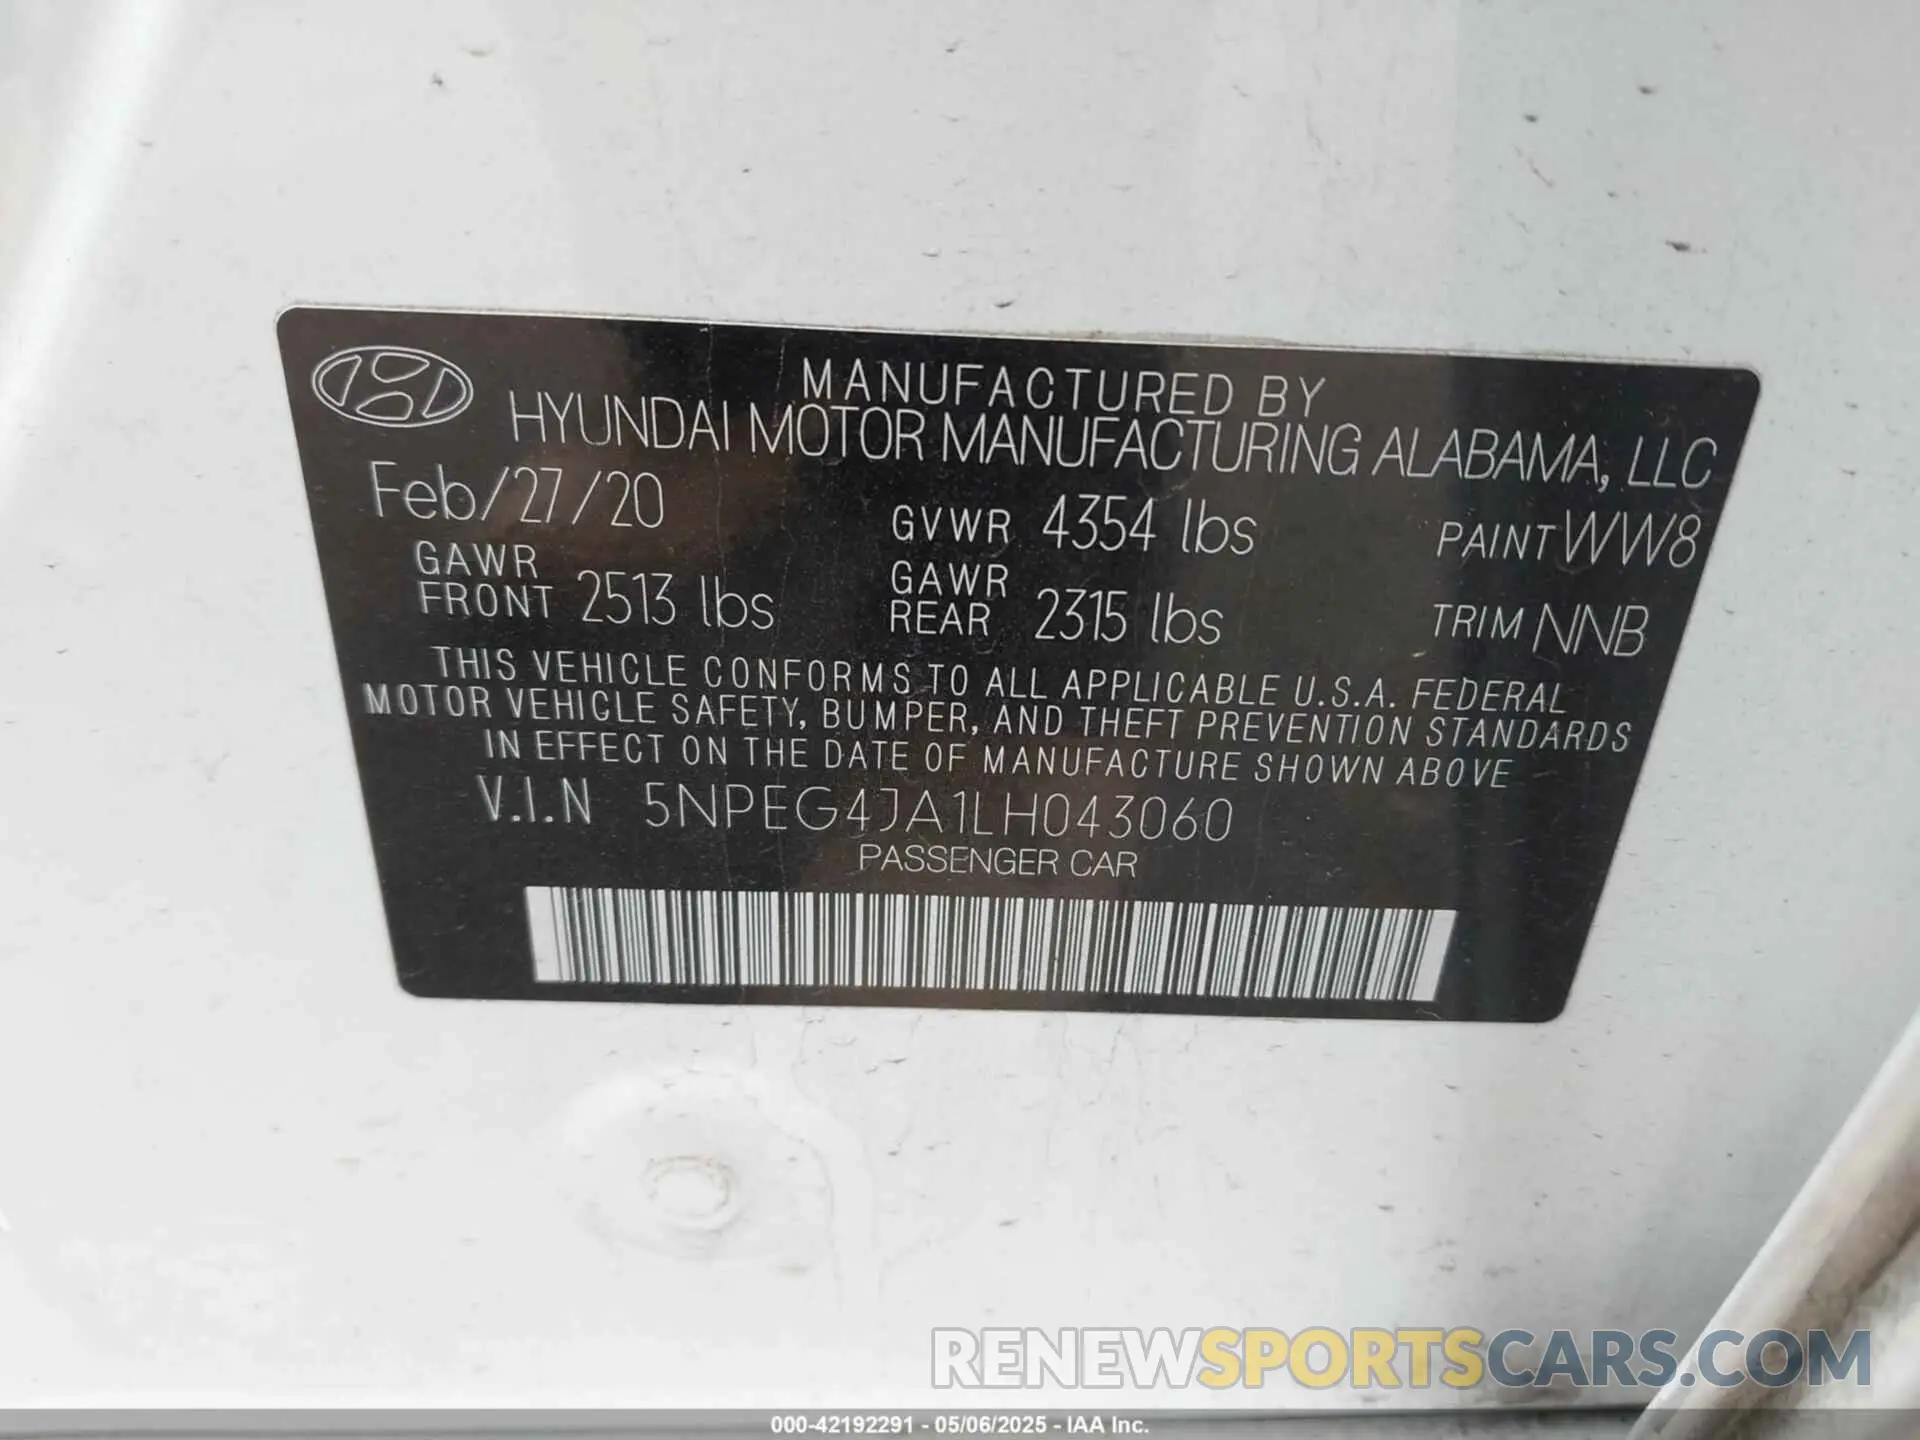 MANUFACTURED BY
HYUNDAI MOTOR MANUFACTURING ALABAMA, LLC
Feb/27/20 GVWR 4354 lbs PAINT WW8
GAWR FRONT 2513 lbs GAWR REAR 2315 lbs TRIM NNB
THIS VEHICLE CONFORMS TO ALL APPLICABLE U.S.A. FEDERAL
MOTOR VEHICLE SAFETY, BUMPER, AND THEFT PREVENTION STANDARDS
IN EFFECT ON THE DATE OF MANUFACTURE SHOWN ABOVE
V.I.N 5NPEG4JA1LH043060
PASSENGER CAR
RENEWSPORTSCARS.COM
000-42192291 - 05/06/2025 - IAA Inc.